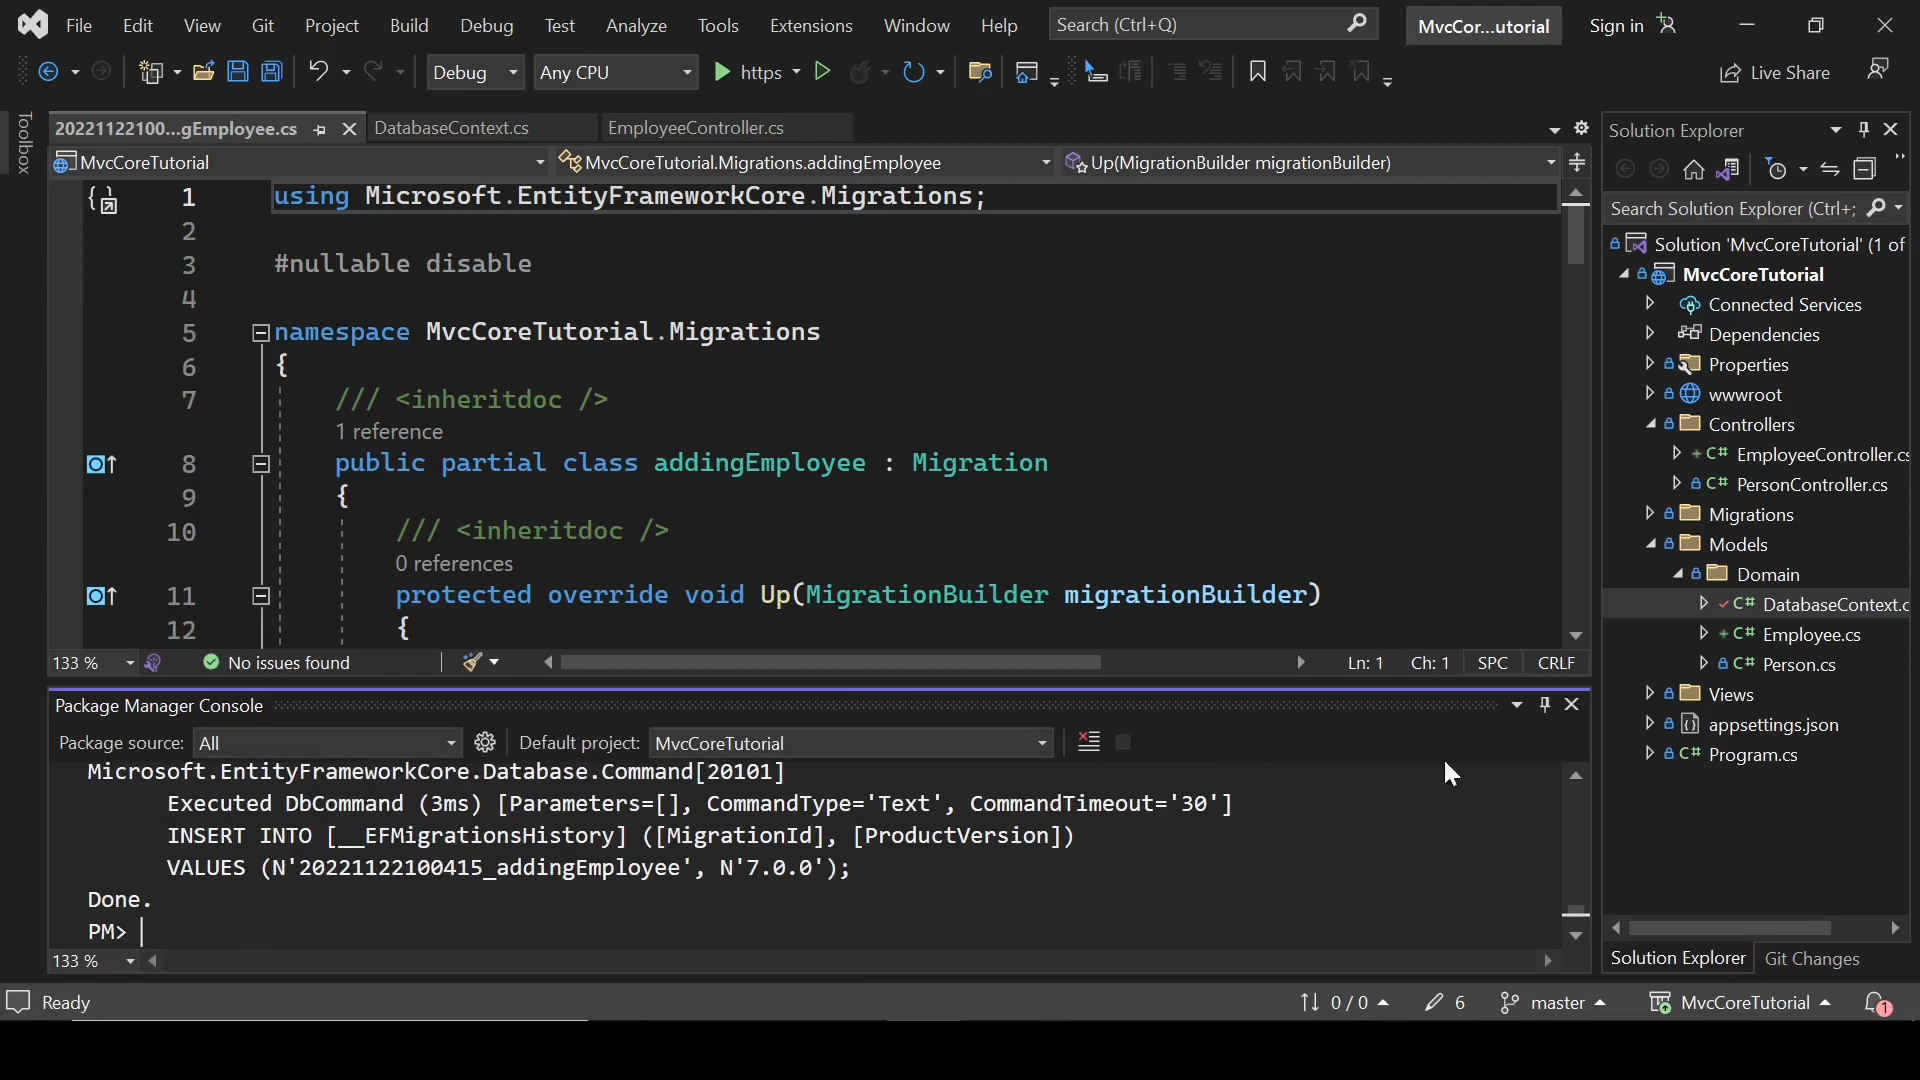 File Edit View Git Project Build Debug Test Analyze Tools Extensions Window Help Search (Ctrl+Q) MvcCor...utorial Sign in
Debug Any CPU https Live Share
Toolbox
20221122100...gEmployee.cs DatabaseContext.cs EmployeeController.cs
MvcCoreTutorial MvcCoreTutorial.Migrations.addingEmployee Up(MigrationBuilder migrationBuilder)
1 using Microsoft.EntityFrameworkCore.Migrations;
2
3 #nullable disable
4
5 namespace MvcCoreTutorial.Migrations
6 {
7 /// <inheritdoc />
1 reference
8 public partial class addingEmployee : Migration
9 {
10 /// <inheritdoc />
0 references
11 protected override void Up(MigrationBuilder migrationBuilder)
12 {
133 % No issues found Ln: 1 Ch: 1 SPC CRLF
Package Manager Console
Package source: All Default project: MvcCoreTutorial
Microsoft.EntityFrameworkCore.Database.Command[20101]
Executed DbCommand (3ms) [Parameters=[], CommandType='Text', CommandTimeout='30']
INSERT INTO [__EFMigrationsHistory] ([MigrationId], [ProductVersion])
VALUES (N'20221122100415_addingEmployee', N'7.0.0');
Done.
PM>
133 %
Solution Explorer
Search Solution Explorer (Ctrl+;
Solution 'MvcCoreTutorial' (1 of
MvcCoreTutorial
Connected Services
Dependencies
Properties
wwwroot
Controllers
C# EmployeeController.cs
C# PersonController.cs
Migrations
Models
Domain
C# DatabaseContext.c
C# Employee.cs
C# Person.cs
Views
appsettings.json
C# Program.cs
Solution Explorer Git Changes
Ready 0 / 0 6 master MvcCoreTutorial 1